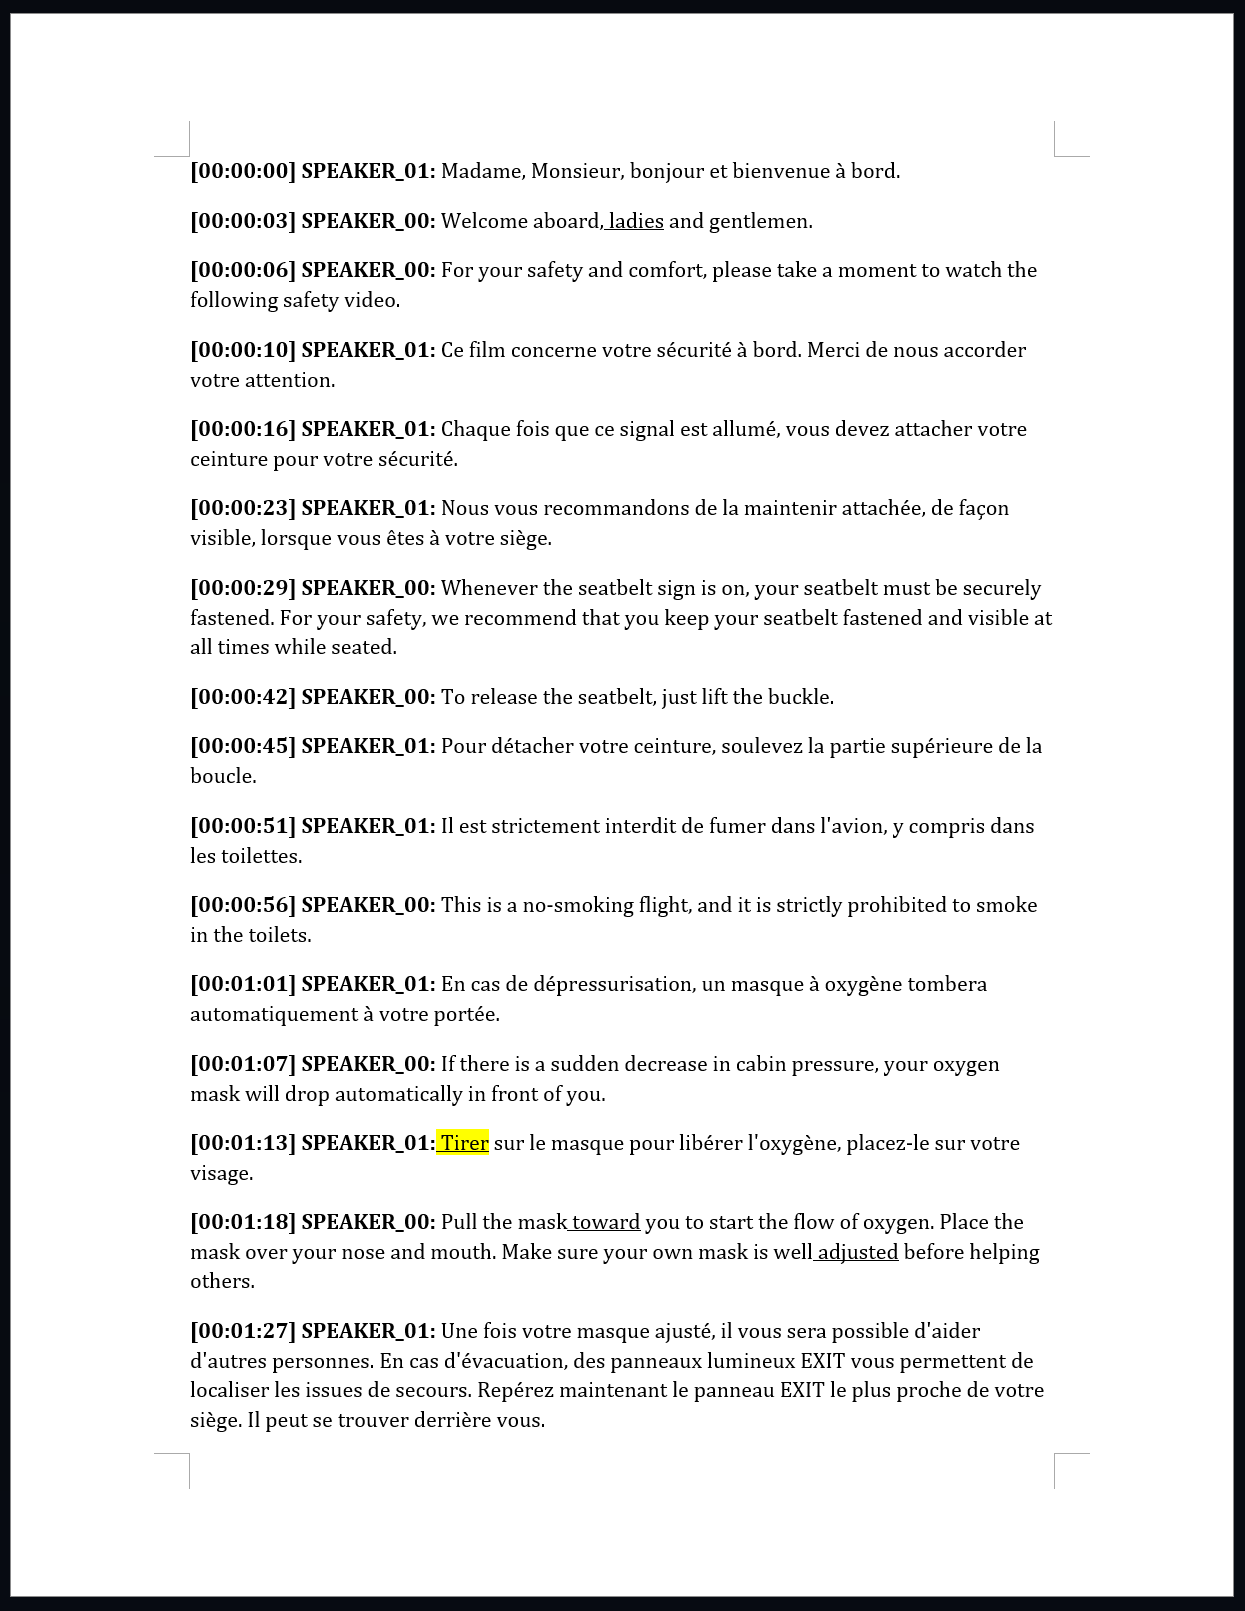 [00:00:00] SPEAKER_01: Madame, Monsieur, bonjour et bienvenue à bord.
[00:00:03] SPEAKER_00: Welcome aboard, ladies and gentlemen.
[00:00:06] SPEAKER_00: For your safety and comfort, please take a moment to watch the
following safety video.
[00:00:10] SPEAKER_01: Ce film concerne votre sécurité à bord. Merci de nous accorder
votre attention.
[00:00:16] SPEAKER_01: Chaque fois que ce signal est allumé, vous devez attacher votre
ceinture pour votre sécurité.
[00:00:23] SPEAKER_01: Nous vous recommandons de la maintenir attachée, de façon
visible, lorsque vous êtes à votre siège.
[00:00:29] SPEAKER_00: Whenever the seatbelt sign is on, your seatbelt must be securely
fastened. For your safety, we recommend that you keep your seatbelt fastened and visible at
all times while seated.
[00:00:42] SPEAKER_00: To release the seatbelt, just lift the buckle.
[00:00:45] SPEAKER_01: Pour détacher votre ceinture, soulevez la partie supérieure de la
boucle.
[00:00:51] SPEAKER_01: Il est strictement interdit de fumer dans l'avion, y compris dans
les toilettes.
[00:00:56] SPEAKER_00: This is a no-smoking flight, and it is strictly prohibited to smoke
in the toilets.
[00:01:01] SPEAKER_01: En cas de dépressurisation, un masque à oxygène tombera
automatiquement à votre portée.
[00:01:07] SPEAKER_00: If there is a sudden decrease in cabin pressure, your oxygen
mask will drop automatically in front of you.
[00:01:13] SPEAKER_01: Tirer sur le masque pour libérer l'oxygène, placez-le sur votre
visage.
[00:01:18] SPEAKER_00: Pull the mask toward you to start the flow of oxygen. Place the
mask over your nose and mouth. Make sure your own mask is well adjusted before helping
others.
[00:01:27] SPEAKER_01: Une fois votre masque ajusté, il vous sera possible d'aider
d'autres personnes. En cas d'évacuation, des panneaux lumineux EXIT vous permettent de
localiser les issues de secours. Repérez maintenant le panneau EXIT le plus proche de votre
siège. Il peut se trouver derrière vous.